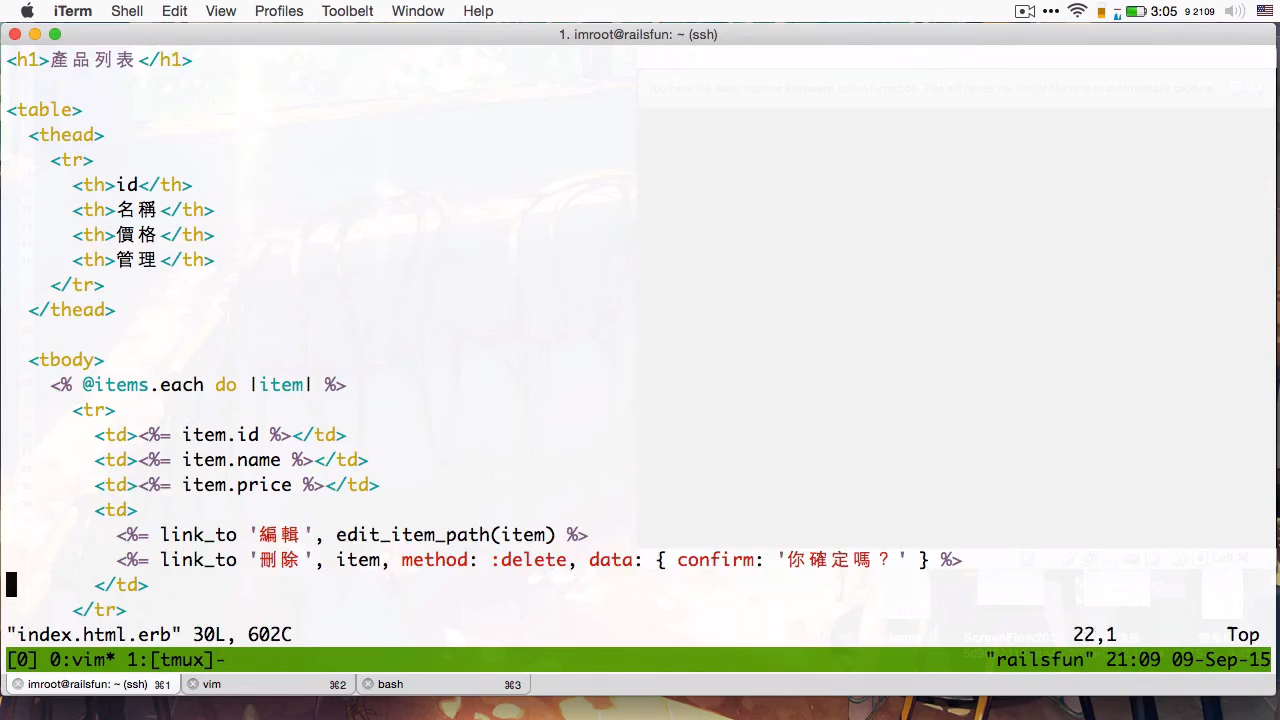 iTerm Shell Edit View Profiles Toolbelt Window Help 3:05 9 2109
1. imroot@railsfun: ~ (ssh)
<h1>產品列表</h1>
<table>
<thead>
<tr>
<th>id</th>
<th>名稱</th>
<th>價格</th>
<th>管理</th>
</tr>
</thead>
<tbody>
<% @items.each do |item| %>
<tr>
<td><%= item.id %></td>
<td><%= item.name %></td>
<td><%= item.price %></td>
<td>
<%= link_to '編輯', edit_item_path(item) %>
<%= link_to '刪除', item, method: :delete, data: { confirm: '你確定嗎？' } %>
</td>
</tr>
"index.html.erb" 30L, 602C 22,1 Top
[0] 0:vim* 1:[tmux]- "railsfun" 21:09 09-Sep-15
imroot@railsfun: ~ (ssh) ⌘1 vim ⌘2 bash ⌘3